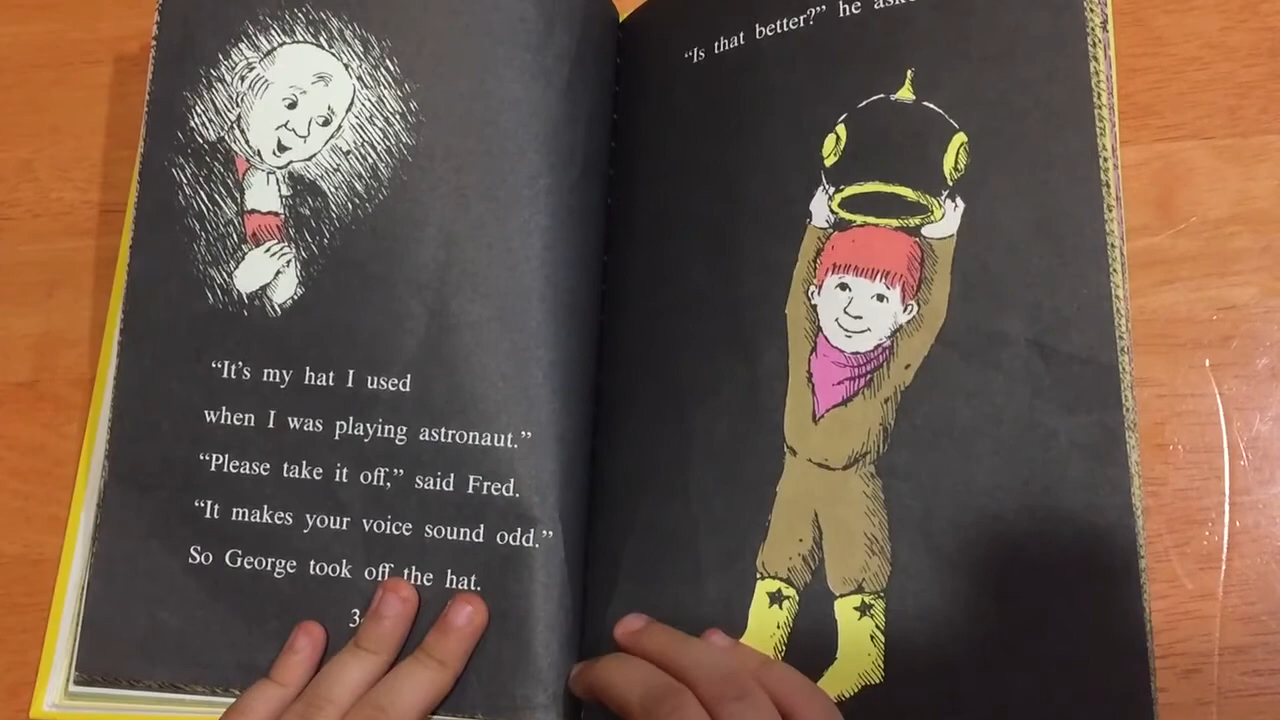 “It’s my hat I used
when I was playing astronaut.”
“Please take it off,” said Fred.
“It makes your voice sound odd.”
So George took off the hat.
“Is that better?” he